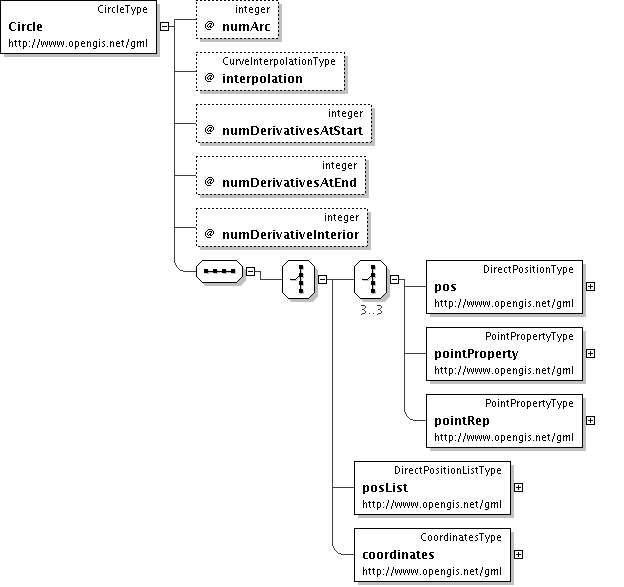 CircleType
Circle
http://www.opengis.net/gml
integer
@ numArc
CurveInterpolationType
@ interpolation
integer
@ numDerivativesAtStart
integer
@ numDerivativesAtEnd
integer
@ numDerivativeInterior
3..3
DirectPositionType
pos
http://www.opengis.net/gml
PointPropertyType
pointProperty
http://www.opengis.net/gml
PointPropertyType
pointRep
http://www.opengis.net/gml
DirectPositionListType
posList
http://www.opengis.net/gml
CoordinatesType
coordinates
http://www.opengis.net/gml